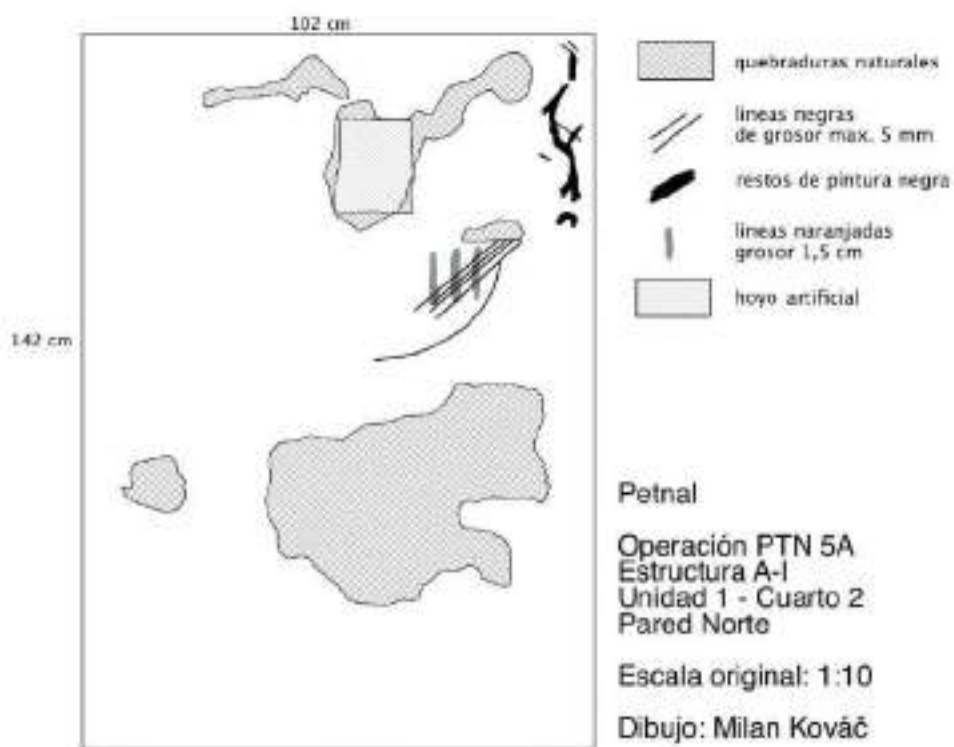 102 cm
142 cm
quebraduras naturales
lineas negras
de grosor max. 5 mm
restos de pintura negra
lineas naranjadas
grosor 1,5 cm
hoyo artificial
Petnal
Operación PTN 5A
Estructura A-I
Unidad 1 - Cuarto 2
Pared Norte
Escala original: 1:10
Dibujo: Milan Kováč